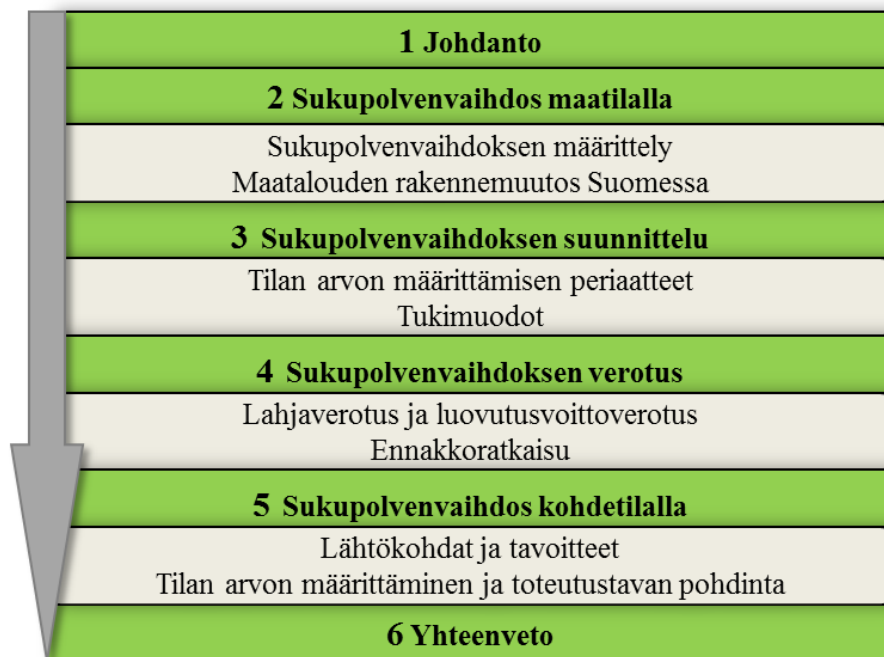 1 Johdanto
2 Sukupolvenvaihdos maatilalla
Sukupolvenvaihdoksen määrittely
Maatalouden rakennemuutos Suomessa
3 Sukupolvenvaihdoksen suunnittelu
Tilan arvon määrittämisen periaatteet
Tukimuodot
4 Sukupolvenvaihdoksen verotus
Lahjaverotus ja luovutusvoittoverotus
Ennakkoratkaisu
5 Sukupolvenvaihdos kohdetilalla
Lähtökohdat ja tavoitteet
Tilan arvon määrittäminen ja toteutustavan pohdinta
6 Yhteenveto